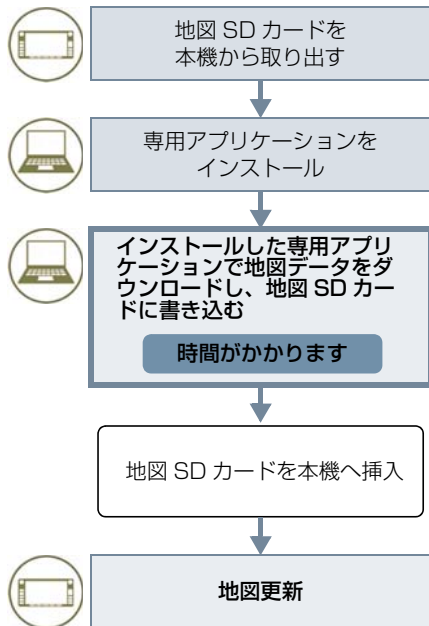 地図 SD カードを
本機から取り出す
専用アプリケーションを
インストール
インストールした専用アプリ
ケーションで地図データをダ
ウンロードし、地図 SD カー
ドに書き込む
時間がかかります
地図 SD カードを本機へ挿入
地図更新